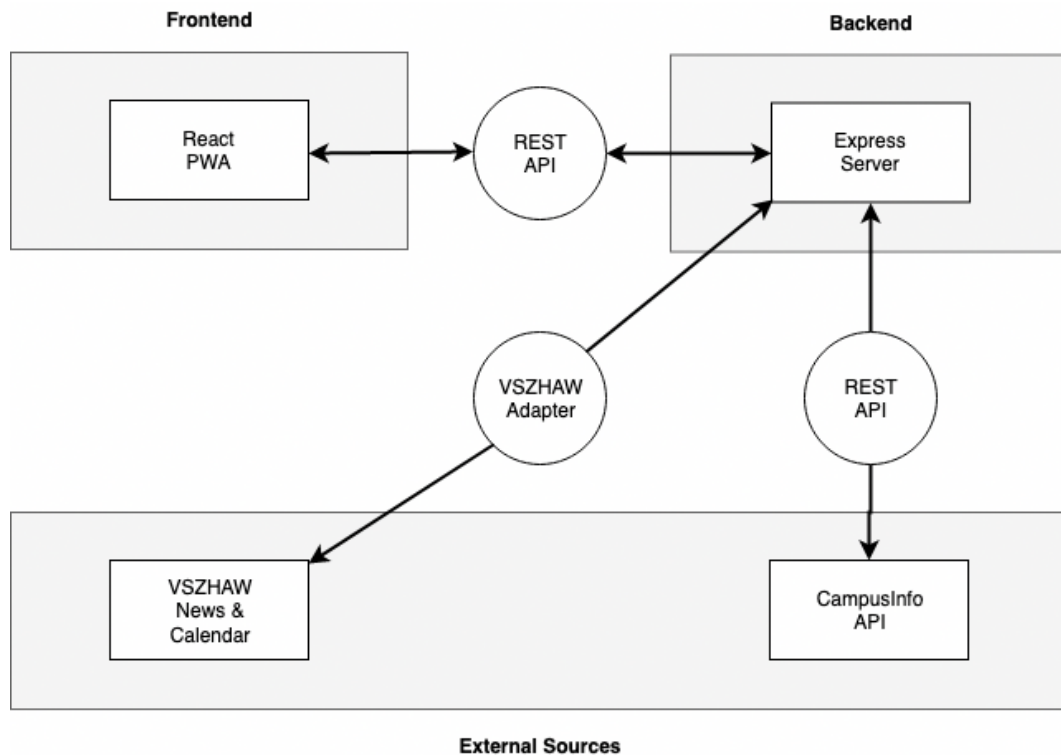 Frontend
Backend
React
PWA
REST
API
Express
Server
VSZHAW
Adapter
REST
API
VSZHAW
News &
Calendar
CampusInfo
API
External Sources